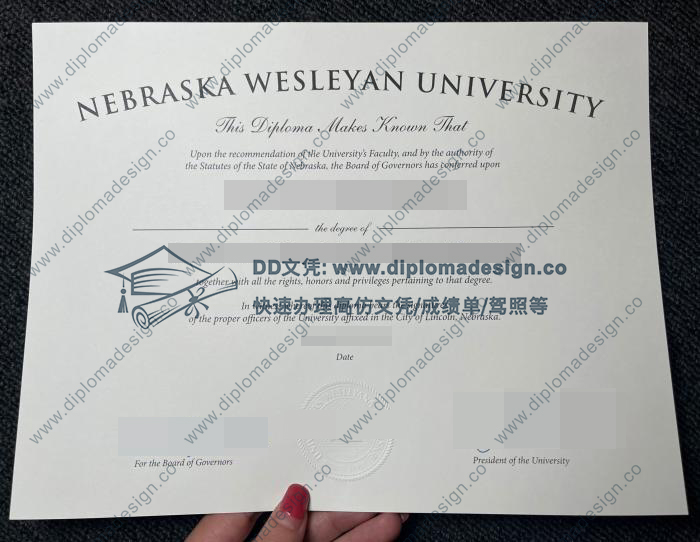 NEBRASKA WESLEYAN UNIVERSITY
This Diploma Makes Known That
Upon the recommendation of the University's Faculty, and by the authority of
the Statutes of the State of Nebraska, the Board of Governors has conferred upon
the degree of
DD文凭: www.diplomadesign.co
together with all the rights, honors and privileges pertaining to that degree.
快速办理高仿文凭/成绩单/驾照等
In
of the proper officers of the University affixed in the City of Lincoln, Nebraska.
Date
For the Board of Governors
President of the University
www.diplomadesign.co